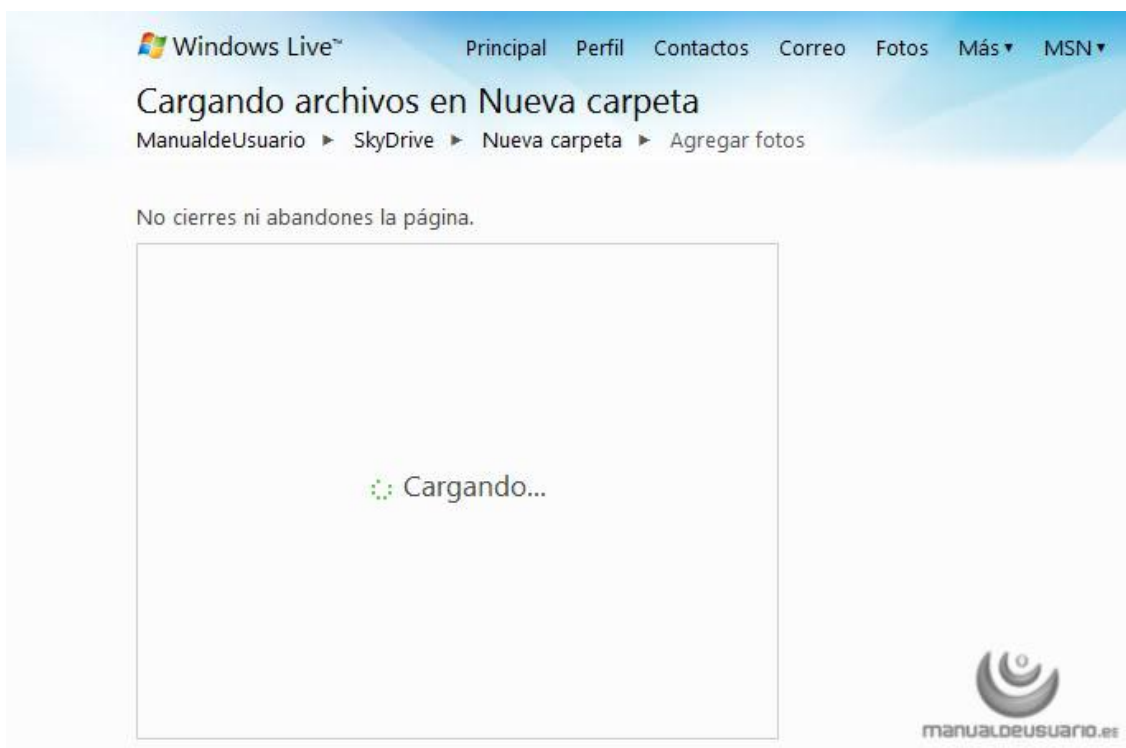 Windows Live™ Principal Perfil Contactos Correo Fotos Más ▾ MSN ▾
Cargando archivos en Nueva carpeta
ManualdeUsuario ▸ SkyDrive ▸ Nueva carpeta ▸ Agregar fotos
No cierres ni abandones la página.
Cargando...
manualdeusuario.es